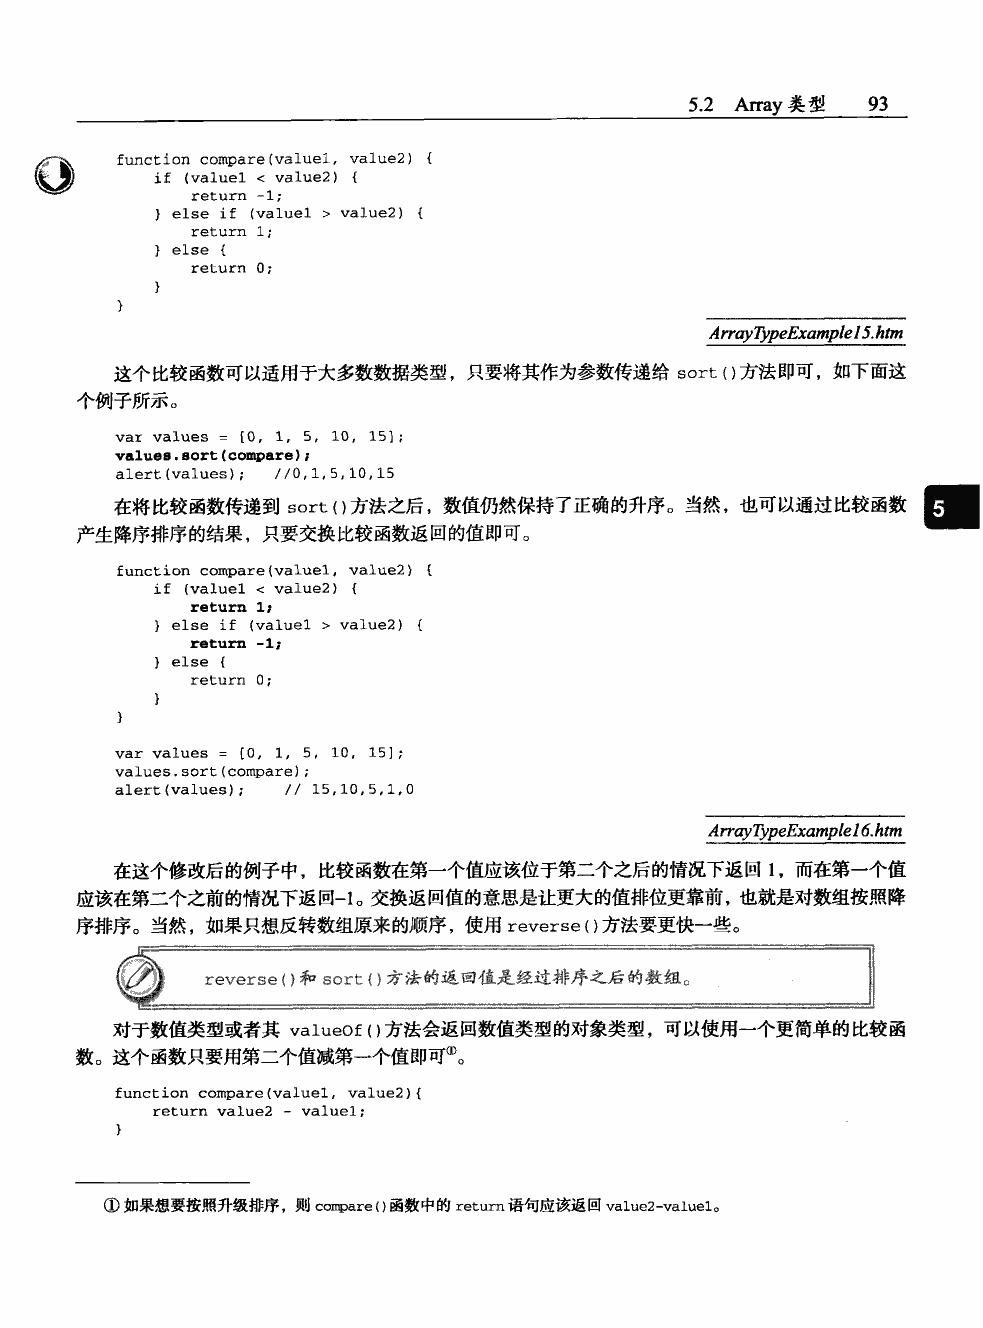 5.2 Array 类型 93
function compare(value1, value2) {
    if (value1 < value2) {
        return -1;
    } else if (value1 > value2) {
        return 1;
    } else {
        return 0;
    }
}
ArrayTypeExample15.htm
这个比较函数可以适用于大多数数据类型，只要将其作为参数传递给 sort()方法即可，如下面这
个例子所示。
var values = [0, 1, 5, 10, 15];
values.sort(compare);
alert(values);   //0,1,5,10,15
在将比较函数传递到 sort()方法之后，数值仍然保持了正确的升序。当然，也可以通过比较函数
5
产生降序排序的结果，只要交换比较函数返回的值即可。
function compare(value1, value2) {
    if (value1 < value2) {
        return 1;
    } else if (value1 > value2) {
        return -1;
    } else {
        return 0;
    }
}
var values = [0, 1, 5, 10, 15];
values.sort(compare);
alert(values);    // 15,10,5,1,0
ArrayTypeExample16.htm
在这个修改后的例子中，比较函数在第一个值应该位于第二个之后的情况下返回 1，而在第一个值
应该在第二个之前的情况下返回-1。交换返回值的意思是让更大的值排位更靠前，也就是对数组按照降
序排序。当然，如果只想反转数组原来的顺序，使用 reverse()方法要更快一些。
reverse()和 sort()方法的返回值是经过排序之后的数组。
对于数值类型或者其 valueOf()方法会返回数值类型的对象类型，可以使用一个更简单的比较函
数。这个函数只要用第二个值减第一个值即可①。
function compare(value1, value2){
    return value2 - value1;
}
① 如果想要按照升级排序，则 compare()函数中的 return 语句应该返回 value2-value1。